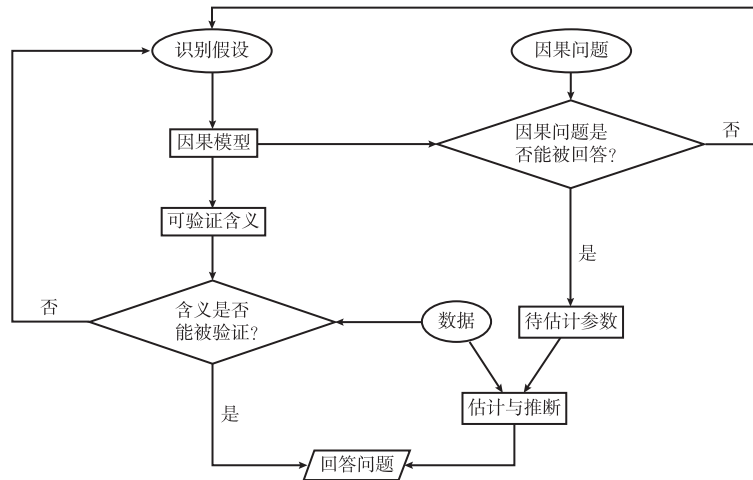 识别假设
因果问题
因果模型
因果问题是
否能被回答?
否
可验证含义
是
否
含义是否
能被验证?
数据
待估计参数
是
估计与推断
回答问题